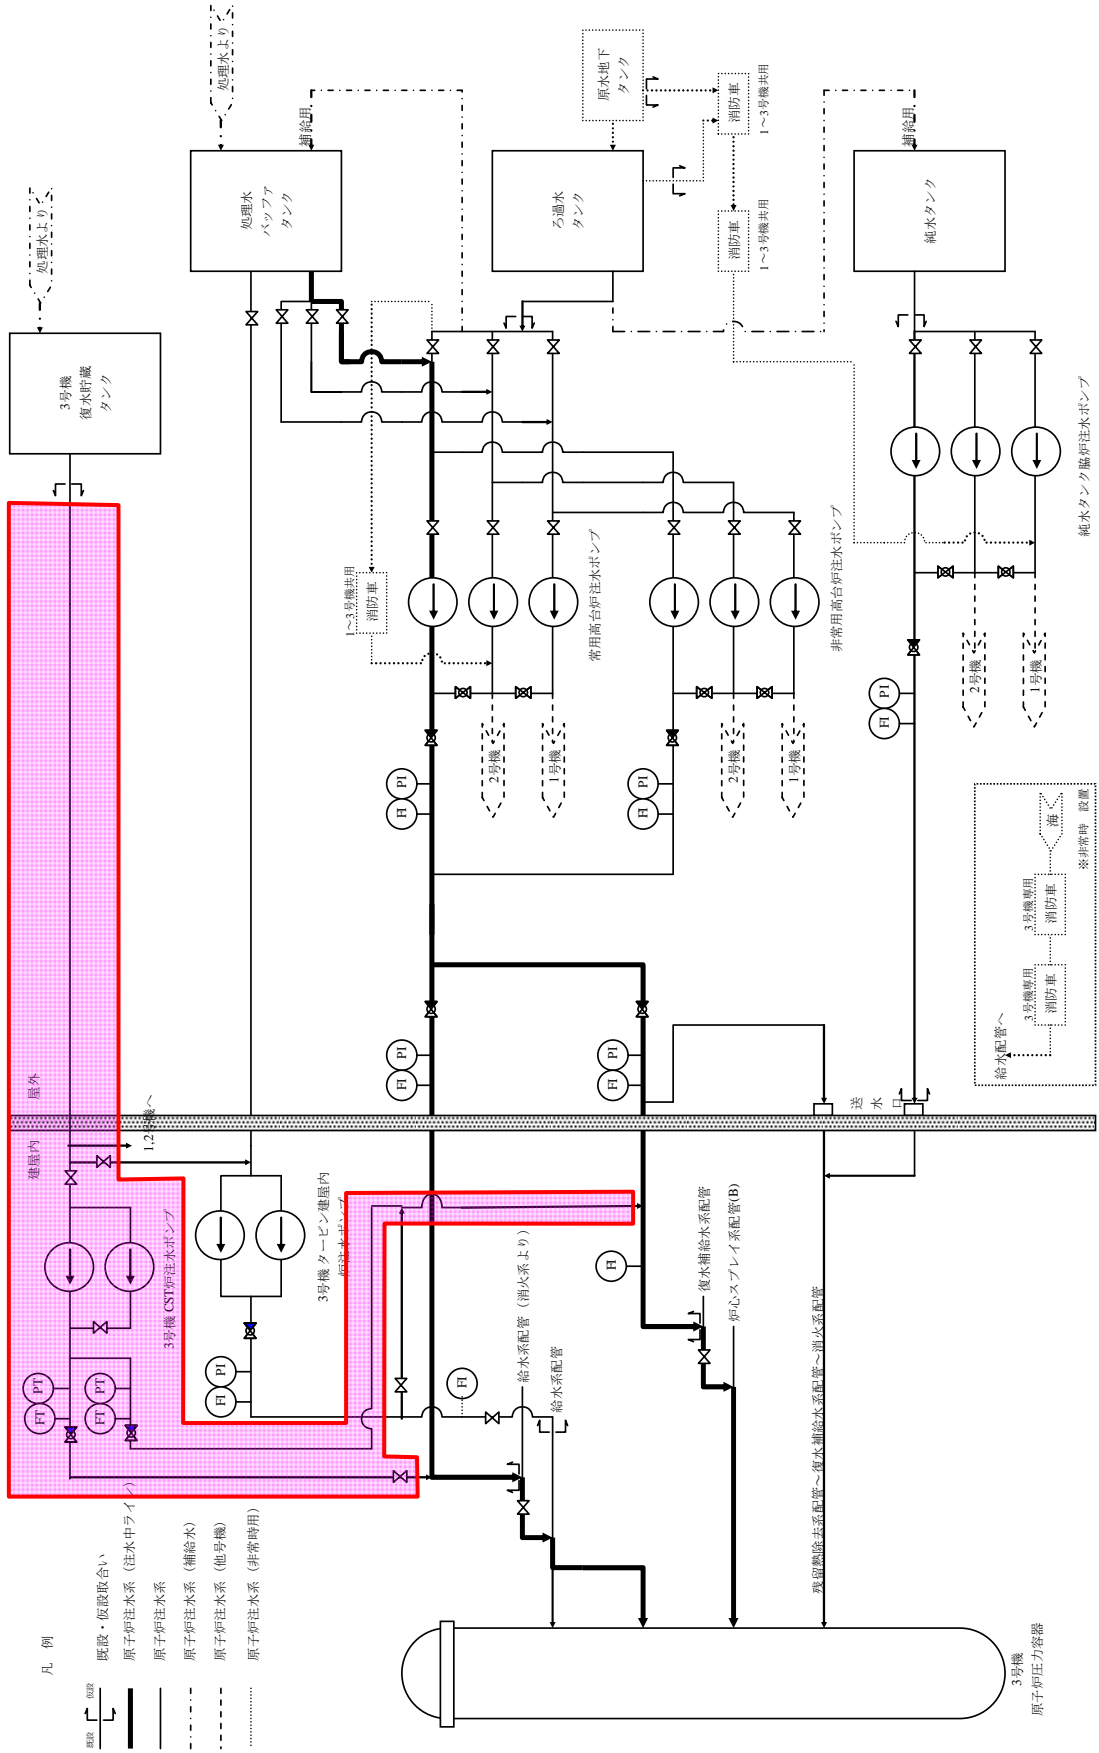 処理水より
処理水より
補給用
処理水
バッファ
タンク
3号機
復水貯蔵
タンク
原水地下
タンク
消防車
1～3号機共用
ろ過水
タンク
消防車
1～3号機共用
補給用
純水タンク
1～3号機共用
消防車
常用高台炉注水ポンプ
非常用高台炉注水ポンプ
純水タンク脇炉注水ポンプ
2号機
1号機
2号機
1号機
2号機
1号機
PI
FI
PI
FI
PI
FI
海
※非常時 設置
3号機専用
消防車
3号機専用
消防車
給水配管へ
PI
FI
PI
FI
屋外
建屋内
1,2号機へ
送 水 口
3号機 CST炉注水ポンプ
3号機 タービン建屋内
炉注水ポンプ
PT
FT
PT
FT
PI
FI
FI
FI
給水系配管（消火系より）
給水系配管
復水補給水系配管
炉心スプレイ系配管(B)
残留熱除去系配管～復水補給水系配管～消火系配管
凡 例
既設
仮設
既設・仮設取合い
原子炉注水系（注水中ライン）
原子炉注水系
原子炉注水系（補給水）
原子炉注水系（他号機）
原子炉注水系（非常時用）
3号機
原子炉圧力容器